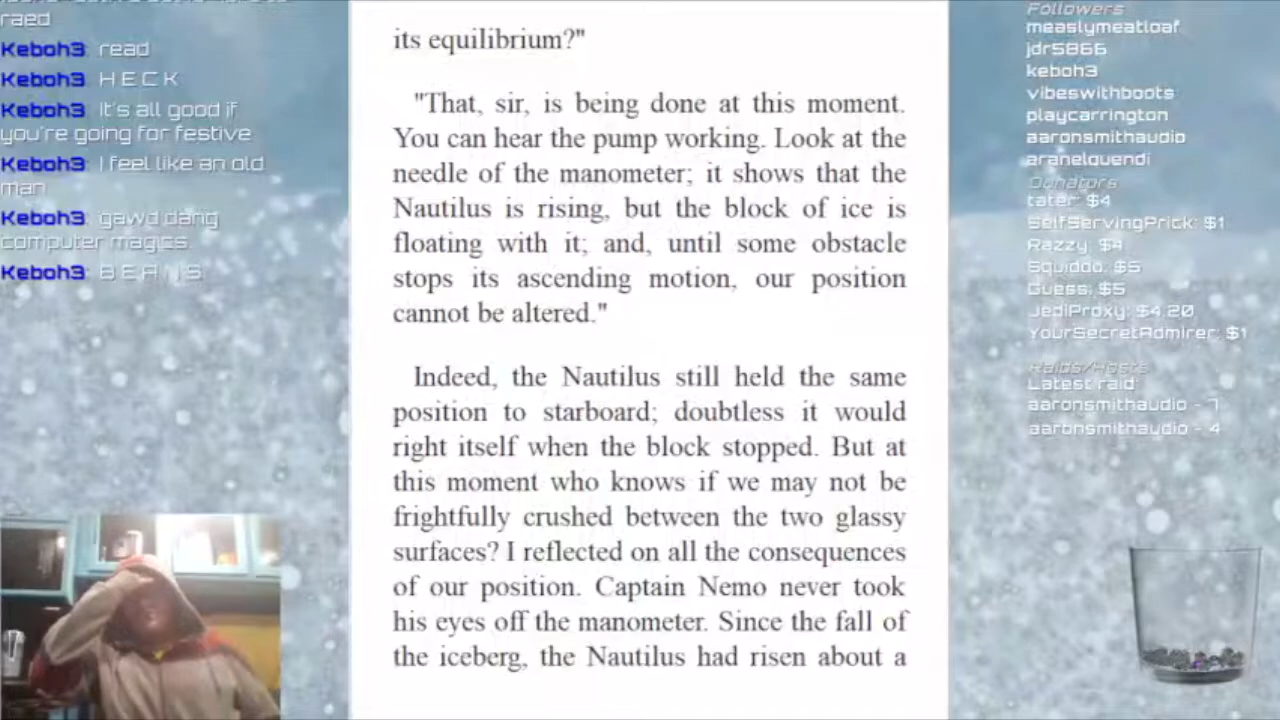 raed
Keboh3: read
Keboh3: H E C K
Keboh3: It's all good if
you're going for festive
Keboh3: I feel like an old
man
Keboh3: gawd dang
computer magics
Keboh3: B E A N S
its equilibrium?"
"That, sir, is being done at this moment.
You can hear the pump working. Look at the
needle of the manometer; it shows that the
Nautilus is rising, but the block of ice is
floating with it; and, until some obstacle
stops its ascending motion, our position
cannot be altered."
Indeed, the Nautilus still held the same
position to starboard; doubtless it would
right itself when the block stopped. But at
this moment who knows if we may not be
frightfully crushed between the two glassy
surfaces? I reflected on all the consequences
of our position. Captain Nemo never took
his eyes off the manometer. Since the fall of
the iceberg, the Nautilus had risen about a
Followers
measlymeatloaf
jdr5866
keboh3
vibeswithboots
playcarrington
aaronsmithaudio
aranelquendi
Donators
tater: $4
SelfServingPrick: $1
Razzy: $4
Squidoo: $5
Guess: $5
JediProxy: $4.20
YourSecretAdmirer: $1
Raids/Hosts
Latest raid:
aaronsmithaudio - 7
aaronsmithaudio - 4